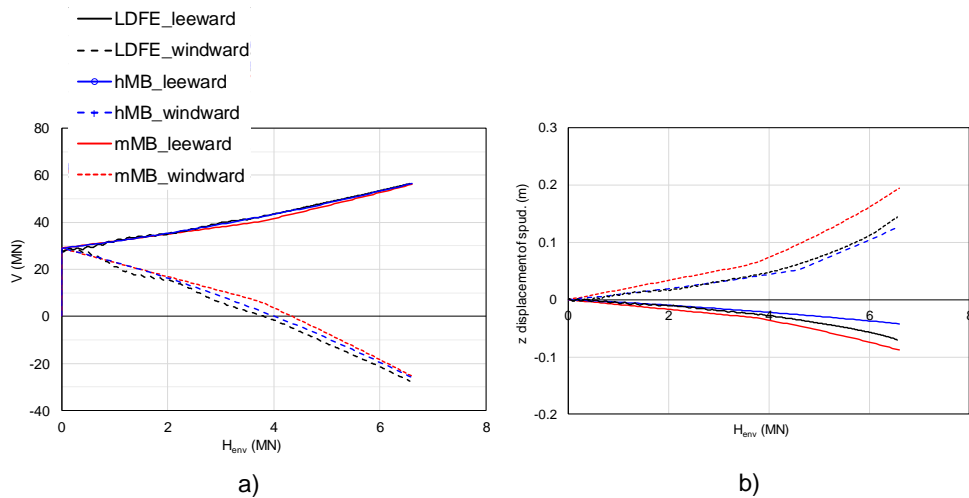 LDFE_leeward
LDFE_windward
hMB_leeward
hMB_windward
mMB_leeward
mMB_windward
80
60
40
20
0
-20
-40
V (MN)
0 2 4 6 8
H_env (MN)
a)
0.3
0.2
0.1
0
-0.1
-0.2
z displacement of spud. (m)
0 2 4 6 8
H_env (MN)
b)